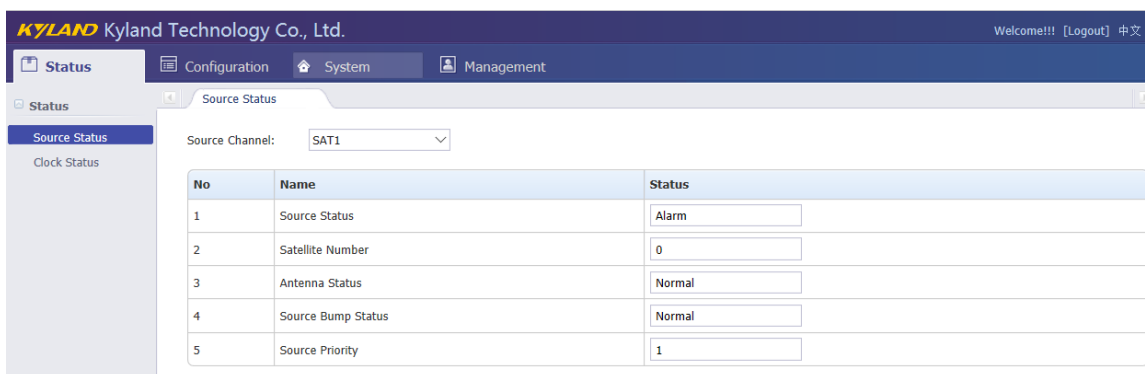 KYLAND Kyland Technology Co., Ltd.
Welcome!!! [Logout] 中文
Status Configuration System Management
Status
Source Status
Clock Status
Source Status
Source Channel: SAT1
No Name Status
1 Source Status Alarm
2 Satellite Number 0
3 Antenna Status Normal
4 Source Bump Status Normal
5 Source Priority 1